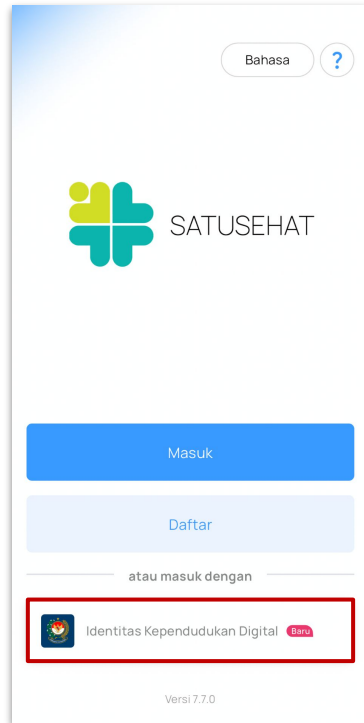 Bahasa
?
SATUSEHAT
Masuk
Daftar
atau masuk dengan
Identitas Kependudukan Digital Baru
Versi 7.7.0